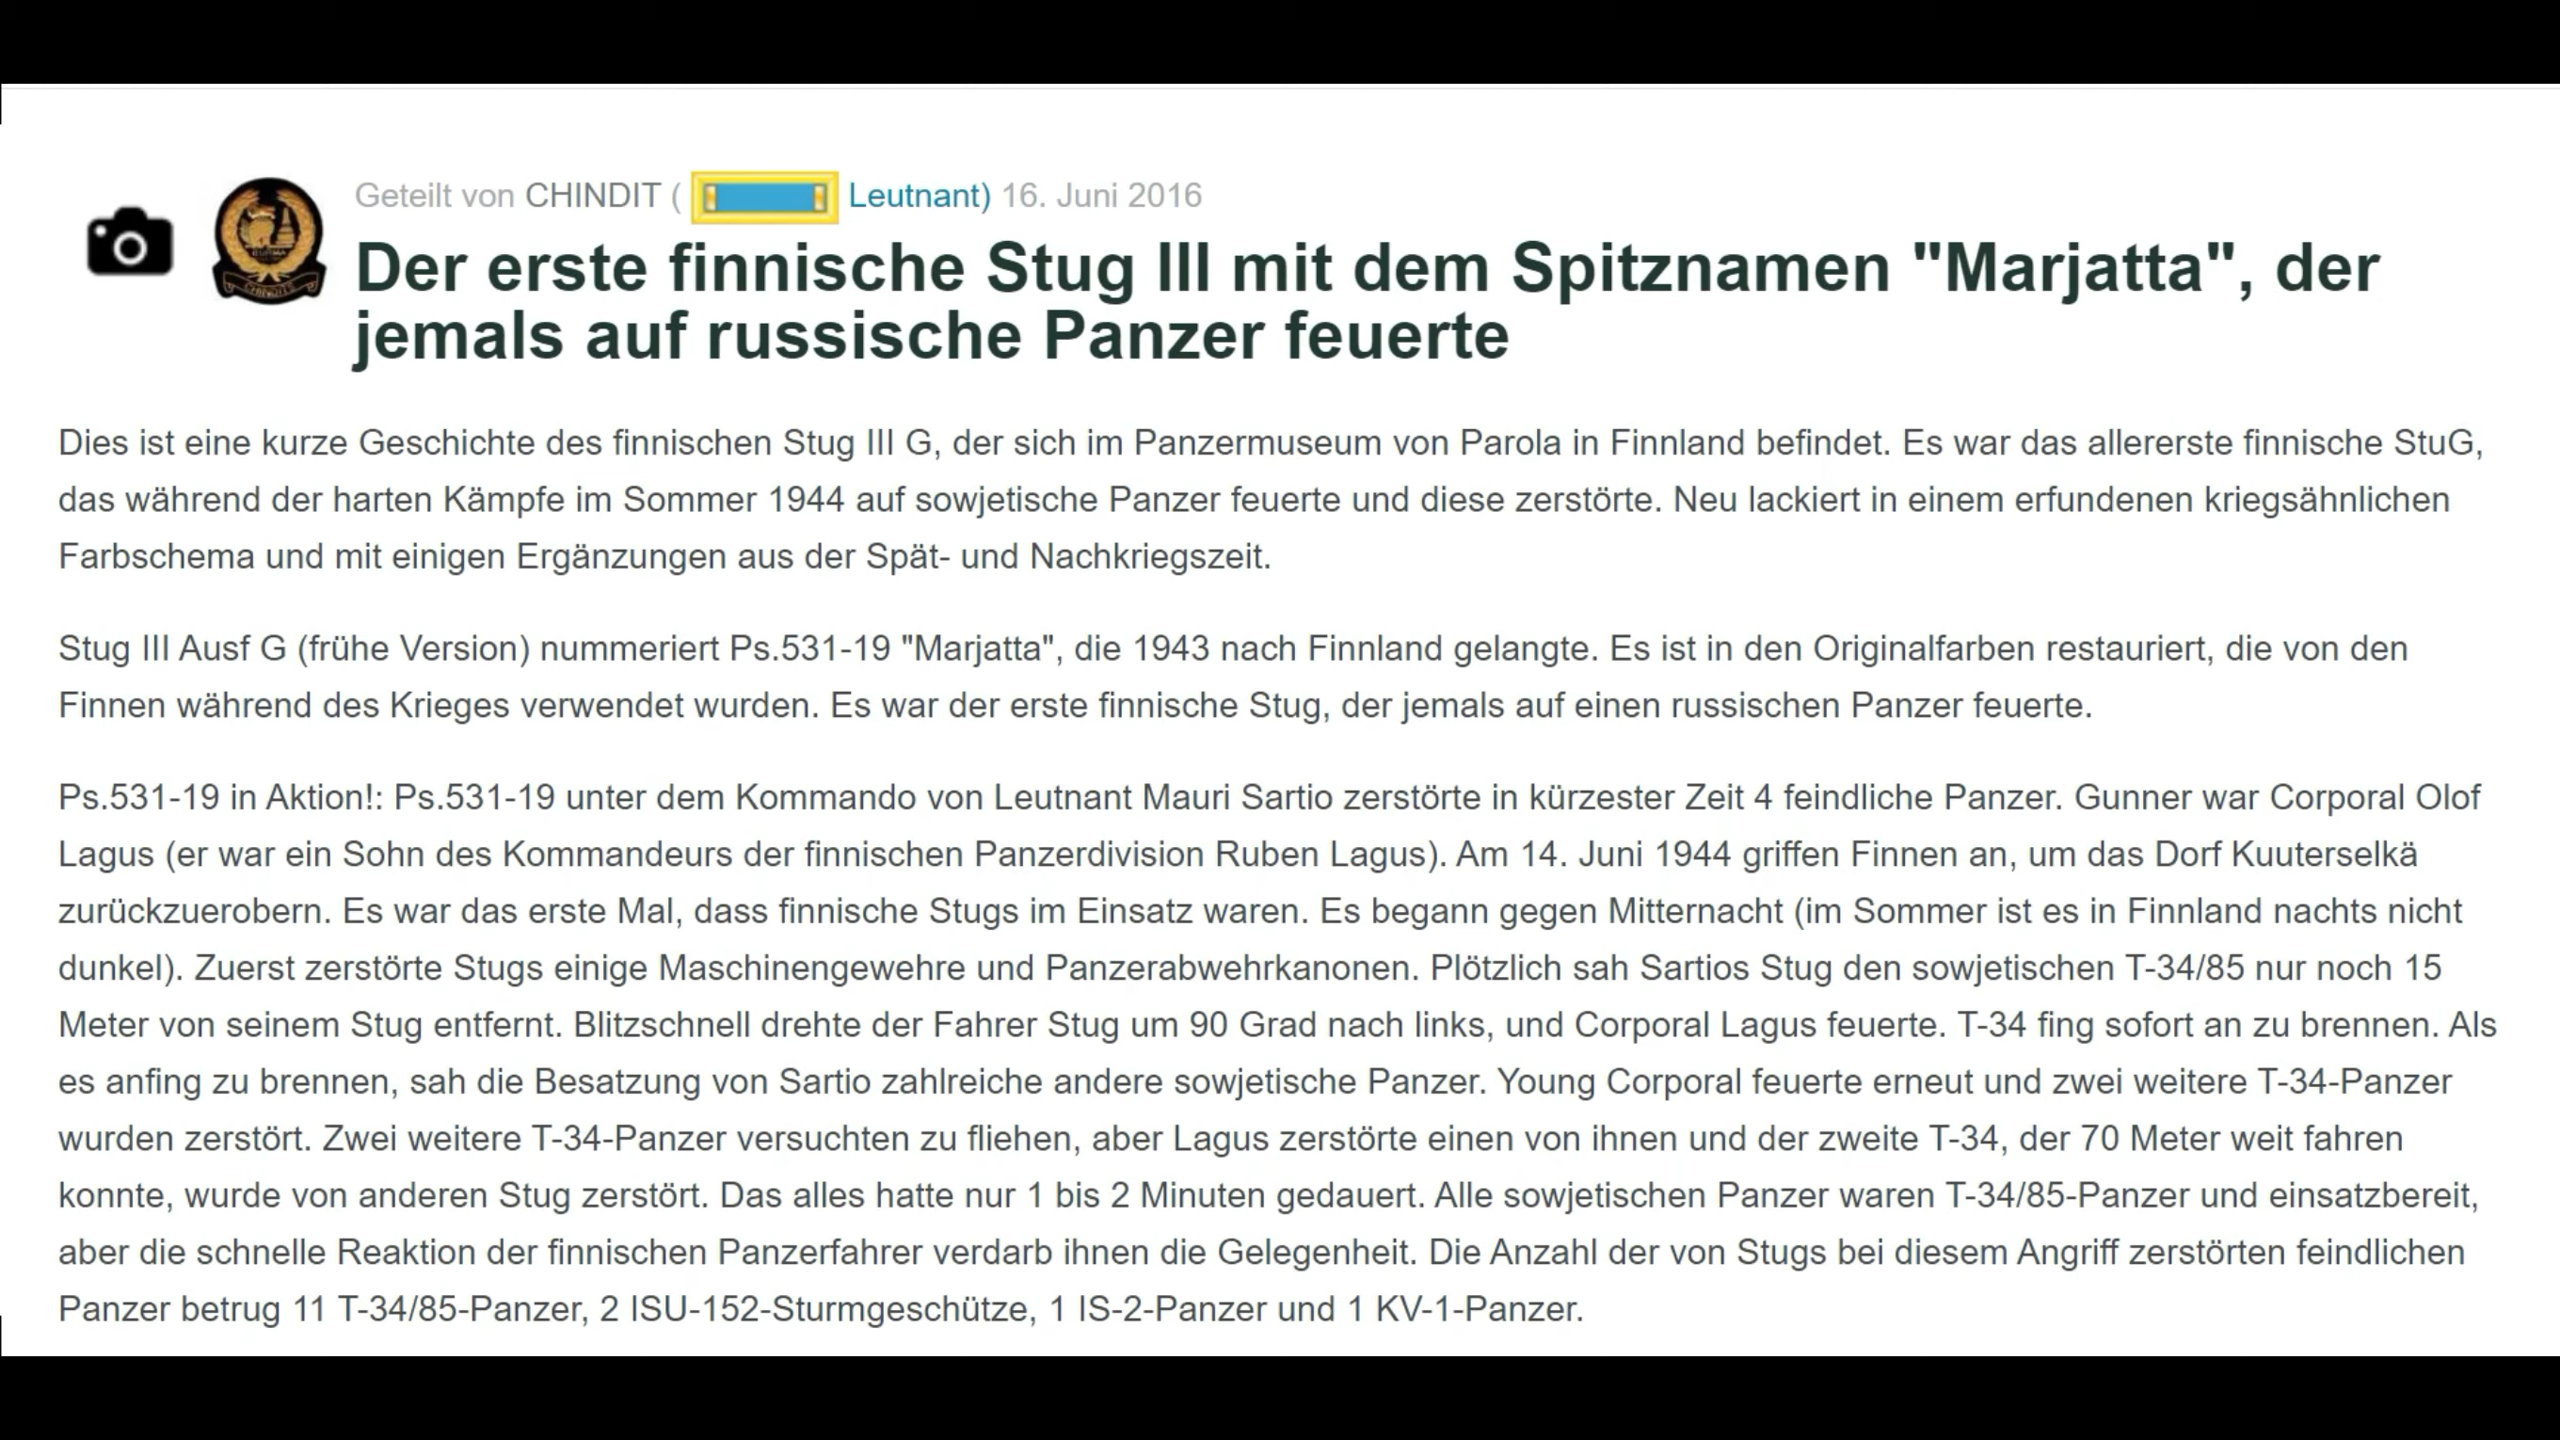 Geteilt von CHINDIT ( Leutnant) 16. Juni 2016
Der erste finnische Stug III mit dem Spitznamen "Marjatta", der
jemals auf russische Panzer feuerte
Dies ist eine kurze Geschichte des finnischen Stug III G, der sich im Panzermuseum von Parola in Finnland befindet. Es war das allererste finnische StuG,
das während der harten Kämpfe im Sommer 1944 auf sowjetische Panzer feuerte und diese zerstörte. Neu lackiert in einem erfundenen kriegsähnlichen
Farbschema und mit einigen Ergänzungen aus der Spät- und Nachkriegszeit.
Stug III Ausf G (frühe Version) nummeriert Ps.531-19 "Marjatta", die 1943 nach Finnland gelangte. Es ist in den Originalfarben restauriert, die von den
Finnen während des Krieges verwendet wurden. Es war der erste finnische Stug, der jemals auf einen russischen Panzer feuerte.
Ps.531-19 in Aktion!: Ps.531-19 unter dem Kommando von Leutnant Mauri Sartio zerstörte in kürzester Zeit 4 feindliche Panzer. Gunner war Corporal Olof
Lagus (er war ein Sohn des Kommandeurs der finnischen Panzerdivision Ruben Lagus). Am 14. Juni 1944 griffen Finnen an, um das Dorf Kuuterselkä
zurückzuerobern. Es war das erste Mal, dass finnische Stugs im Einsatz waren. Es begann gegen Mitternacht (im Sommer ist es in Finnland nachts nicht
dunkel). Zuerst zerstörte Stugs einige Maschinengewehre und Panzerabwehrkanonen. Plötzlich sah Sartios Stug den sowjetischen T-34/85 nur noch 15
Meter von seinem Stug entfernt. Blitzschnell drehte der Fahrer Stug um 90 Grad nach links, und Corporal Lagus feuerte. T-34 fing sofort an zu brennen. Als
es anfing zu brennen, sah die Besatzung von Sartio zahlreiche andere sowjetische Panzer. Young Corporal feuerte erneut und zwei weitere T-34-Panzer
wurden zerstört. Zwei weitere T-34-Panzer versuchten zu fliehen, aber Lagus zerstörte einen von ihnen und der zweite T-34, der 70 Meter weit fahren
konnte, wurde von anderen Stug zerstört. Das alles hatte nur 1 bis 2 Minuten gedauert. Alle sowjetischen Panzer waren T-34/85-Panzer und einsatzbereit,
aber die schnelle Reaktion der finnischen Panzerfahrer verdarb ihnen die Gelegenheit. Die Anzahl der von Stugs bei diesem Angriff zerstörten feindlichen
Panzer betrug 11 T-34/85-Panzer, 2 ISU-152-Sturmgeschütze, 1 IS-2-Panzer und 1 KV-1-Panzer.